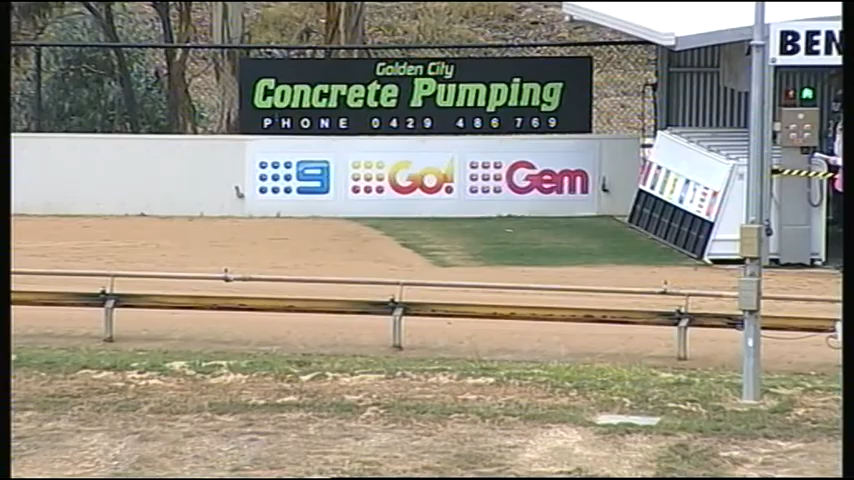 Golden City
CONCRETE PUMPING
PHONE 0429 486 769
BEN
9 Go! Gem